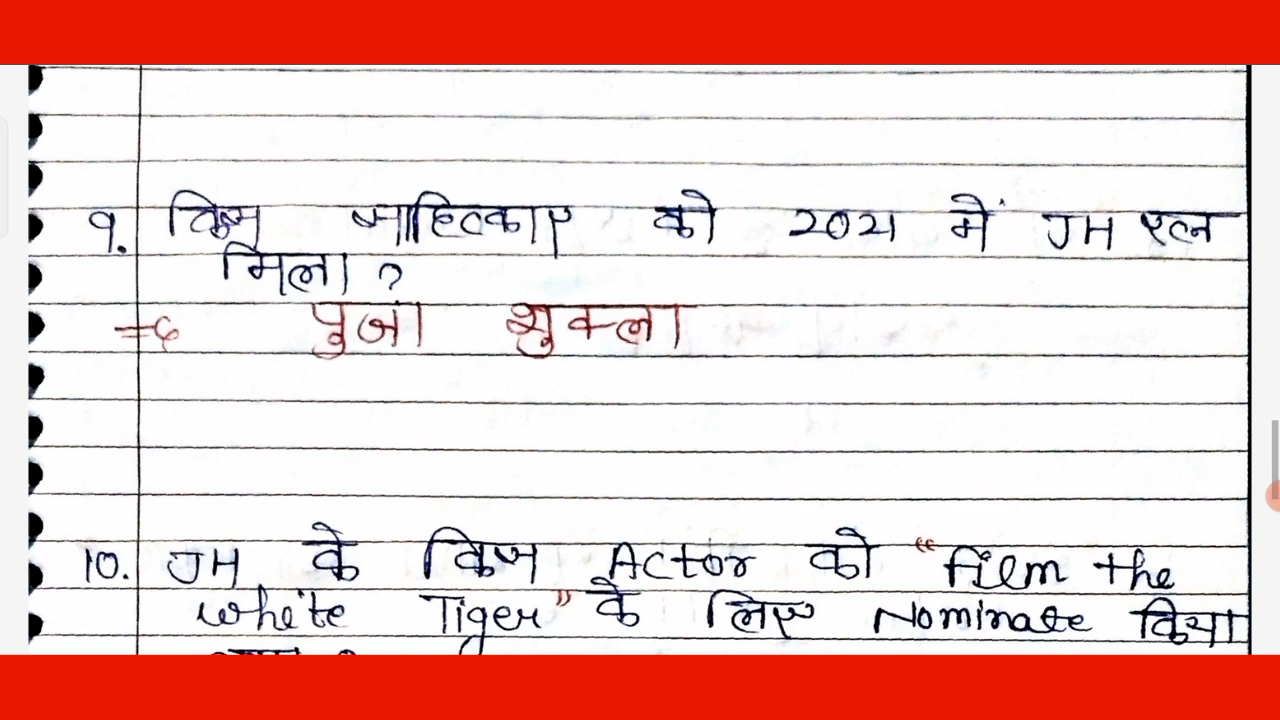 9. किस साहित्कार को 2021 में JH रत्न
मिला ?
=> पुजा शुक्ला
10. JH के किस Actor को "Film the
White Tiger" के लिए Nominate किया